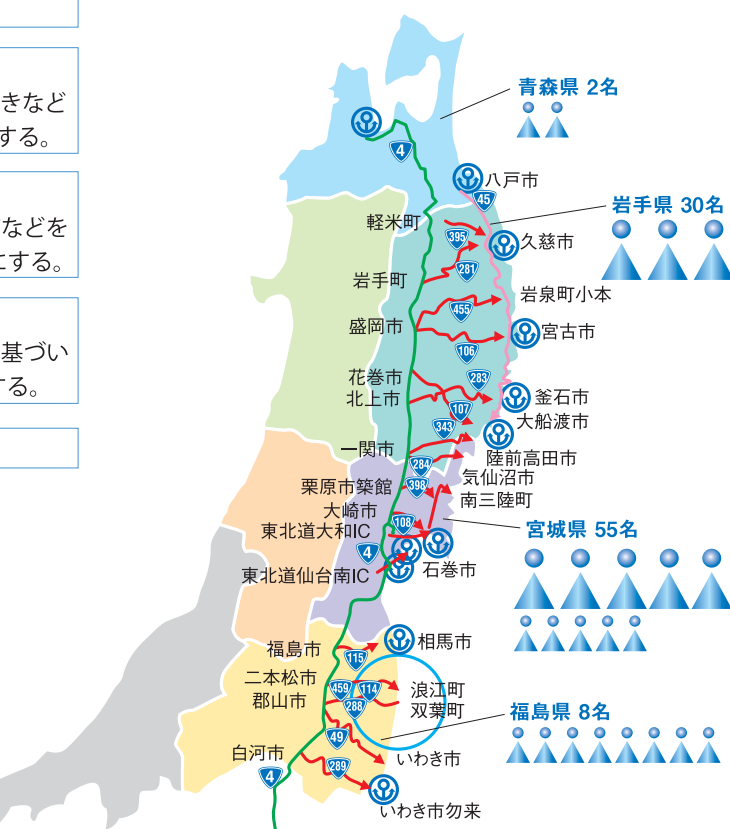 きなど
する。
などを
にする。
基づい
する。
青森県 2名
4
八戸市
45
岩手県 30名
軽米町
395
久慈市
281
岩手町
岩泉町小本
455
盛岡市
宮古市
106
花巻市
283
北上市
釜石市
107
大船渡市
343
一関市
陸前高田市
284
気仙沼市
栗原市築館
398
南三陸町
大崎市
108
東北道大和IC
宮城県 55名
4
東北道仙台南IC
石巻市
相馬市
福島市
115
二本松市
459
114
浪江町
郡山市
288
双葉町
福島県 8名
49
白河市
いわき市
289
4
いわき市勿来